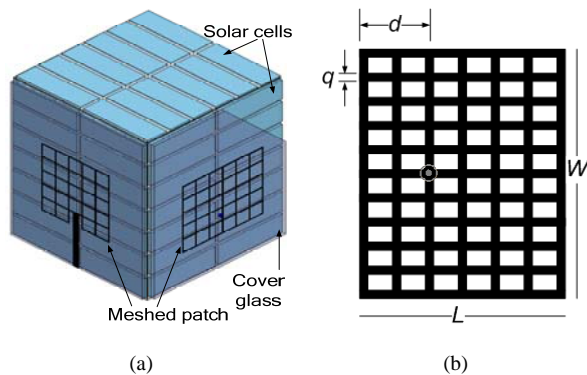 Solar cells
Cover
glass
Meshed patch
(a)
d
q
W
L
(b)